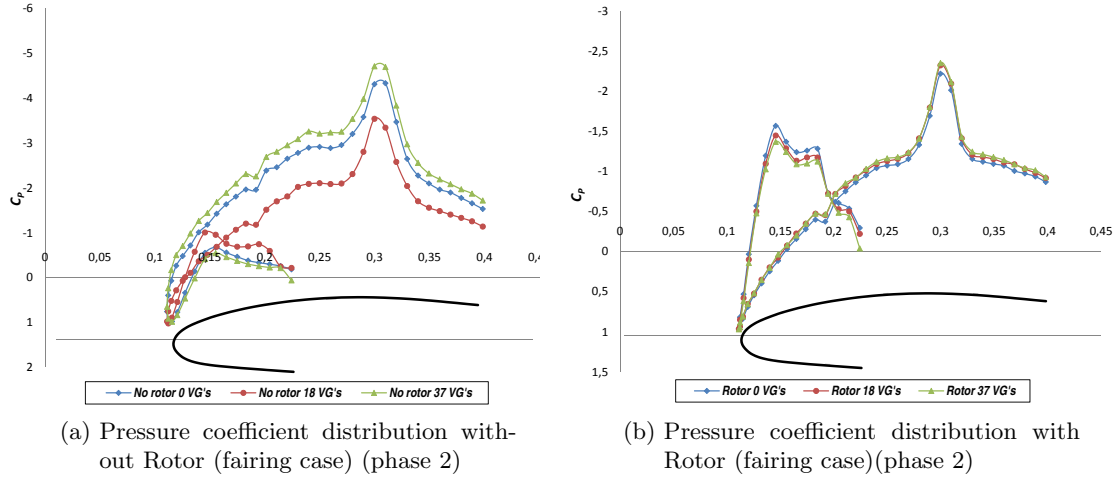 -6
-5
-4
-3
-2
-1
0
1
2
C_P
0 0,05 0,1 0,15 0,2 0,25 0,3 0,35 0,4 0,4
No rotor 0 VG's No rotor 18 VG's No rotor 37 VG's
(a) Pressure coefficient distribution with-
out Rotor (fairing case) (phase 2)
-3
-2,5
-2
-1,5
-1
-0,5
0
0,5
1
1,5
C_P
0 0,05 0,1 0,15 0,2 0,25 0,3 0,35 0,4 0,45
Rotor 0 VG's Rotor 18 VG's Rotor 37 VG's
(b) Pressure coefficient distribution with
Rotor (fairing case)(phase 2)